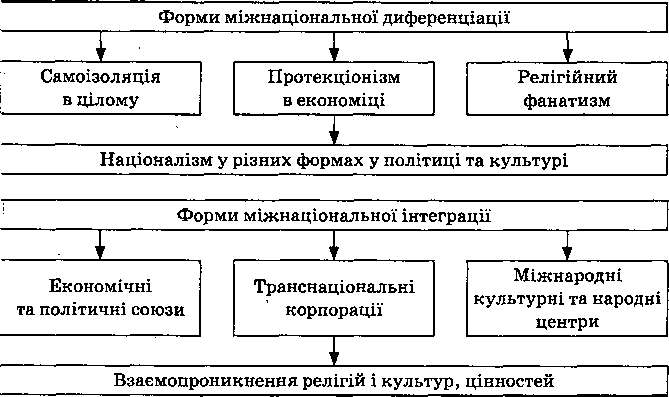 Форми міжнаціональної диференціації
Самоізоляція
в цілому
Протекціонізм
в економіці
Релігійний
фанатизм
Націоналізм у різних формах у політиці та культурі
Форми міжнаціональної інтеграції
Економічні
та політичні союзи
Транснаціональні
корпорації
Міжнародні
культурні та народні
центри
Взаємопроникнення релігій і культур, цінностей